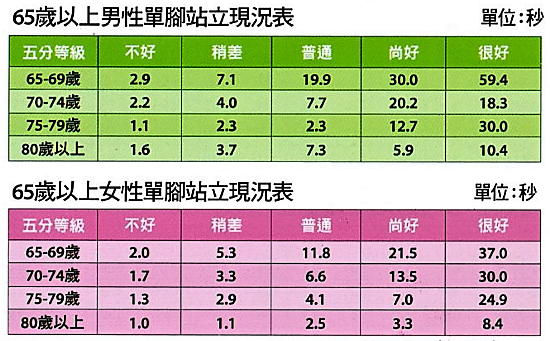 65歲以上男性單腳站立現況表 單位:秒
五分等級 不好 稍差 普通 尚好 很好
65-69歲 2.9 7.1 19.9 30.0 59.4
70-74歲 2.2 4.0 7.7 20.2 18.3
75-79歲 1.1 2.3 2.3 12.7 30.0
80歲以上 1.6 3.7 7.3 5.9 10.4
65歲以上女性單腳站立現況表 單位:秒
五分等級 不好 稍差 普通 尚好 很好
65-69歲 2.0 5.3 11.8 21.5 37.0
70-74歲 1.7 3.3 6.6 13.5 30.0
75-79歲 1.3 2.9 4.1 7.0 24.9
80歲以上 1.0 1.1 2.5 3.3 8.4